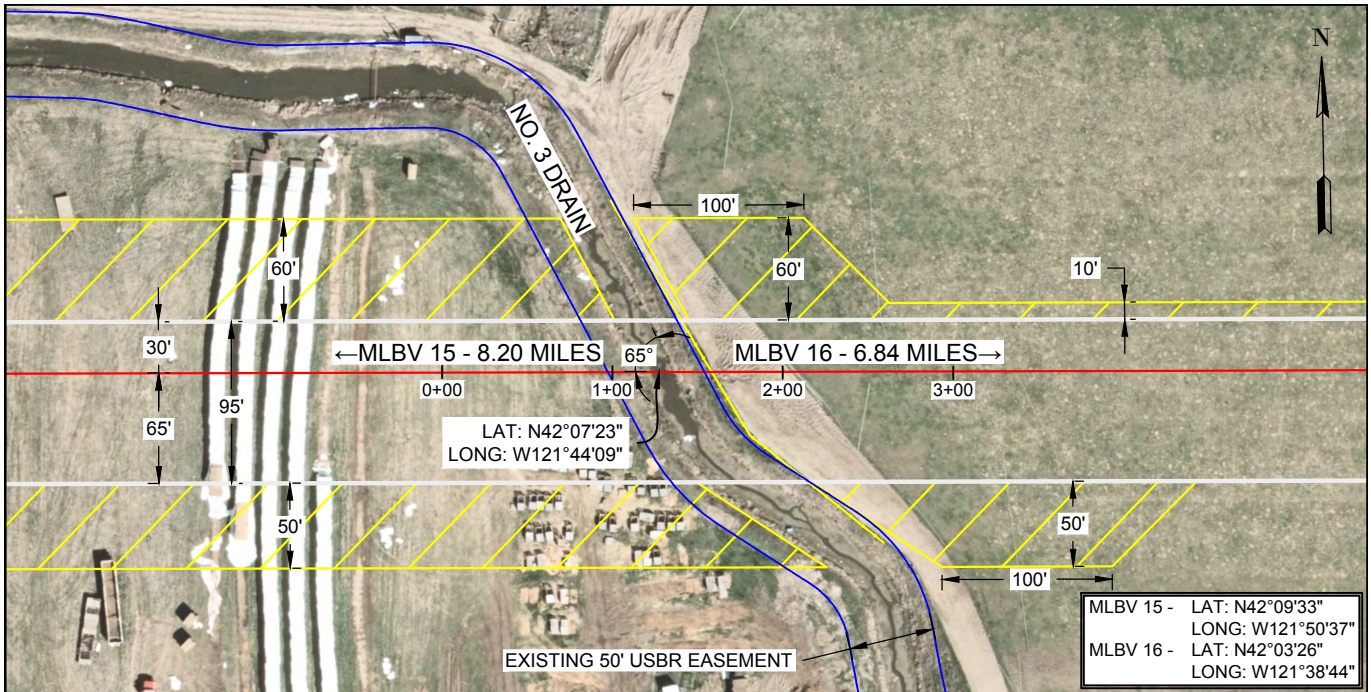 N
NO. 3 DRAIN
100'
60'
60'
10'
30'
←MLBV 15 - 8.20 MILES
65°
MLBV 16 - 6.84 MILES→
0+00
1+00
2+00
3+00
95'
65'
LAT: N42°07'23"
LONG: W121°44'09"
50'
50'
100'
EXISTING 50' USBR EASEMENT
MLBV 15 - LAT: N42°09'33"
LONG: W121°50'37"
MLBV 16 - LAT: N42°03'26"
LONG: W121°38'44"